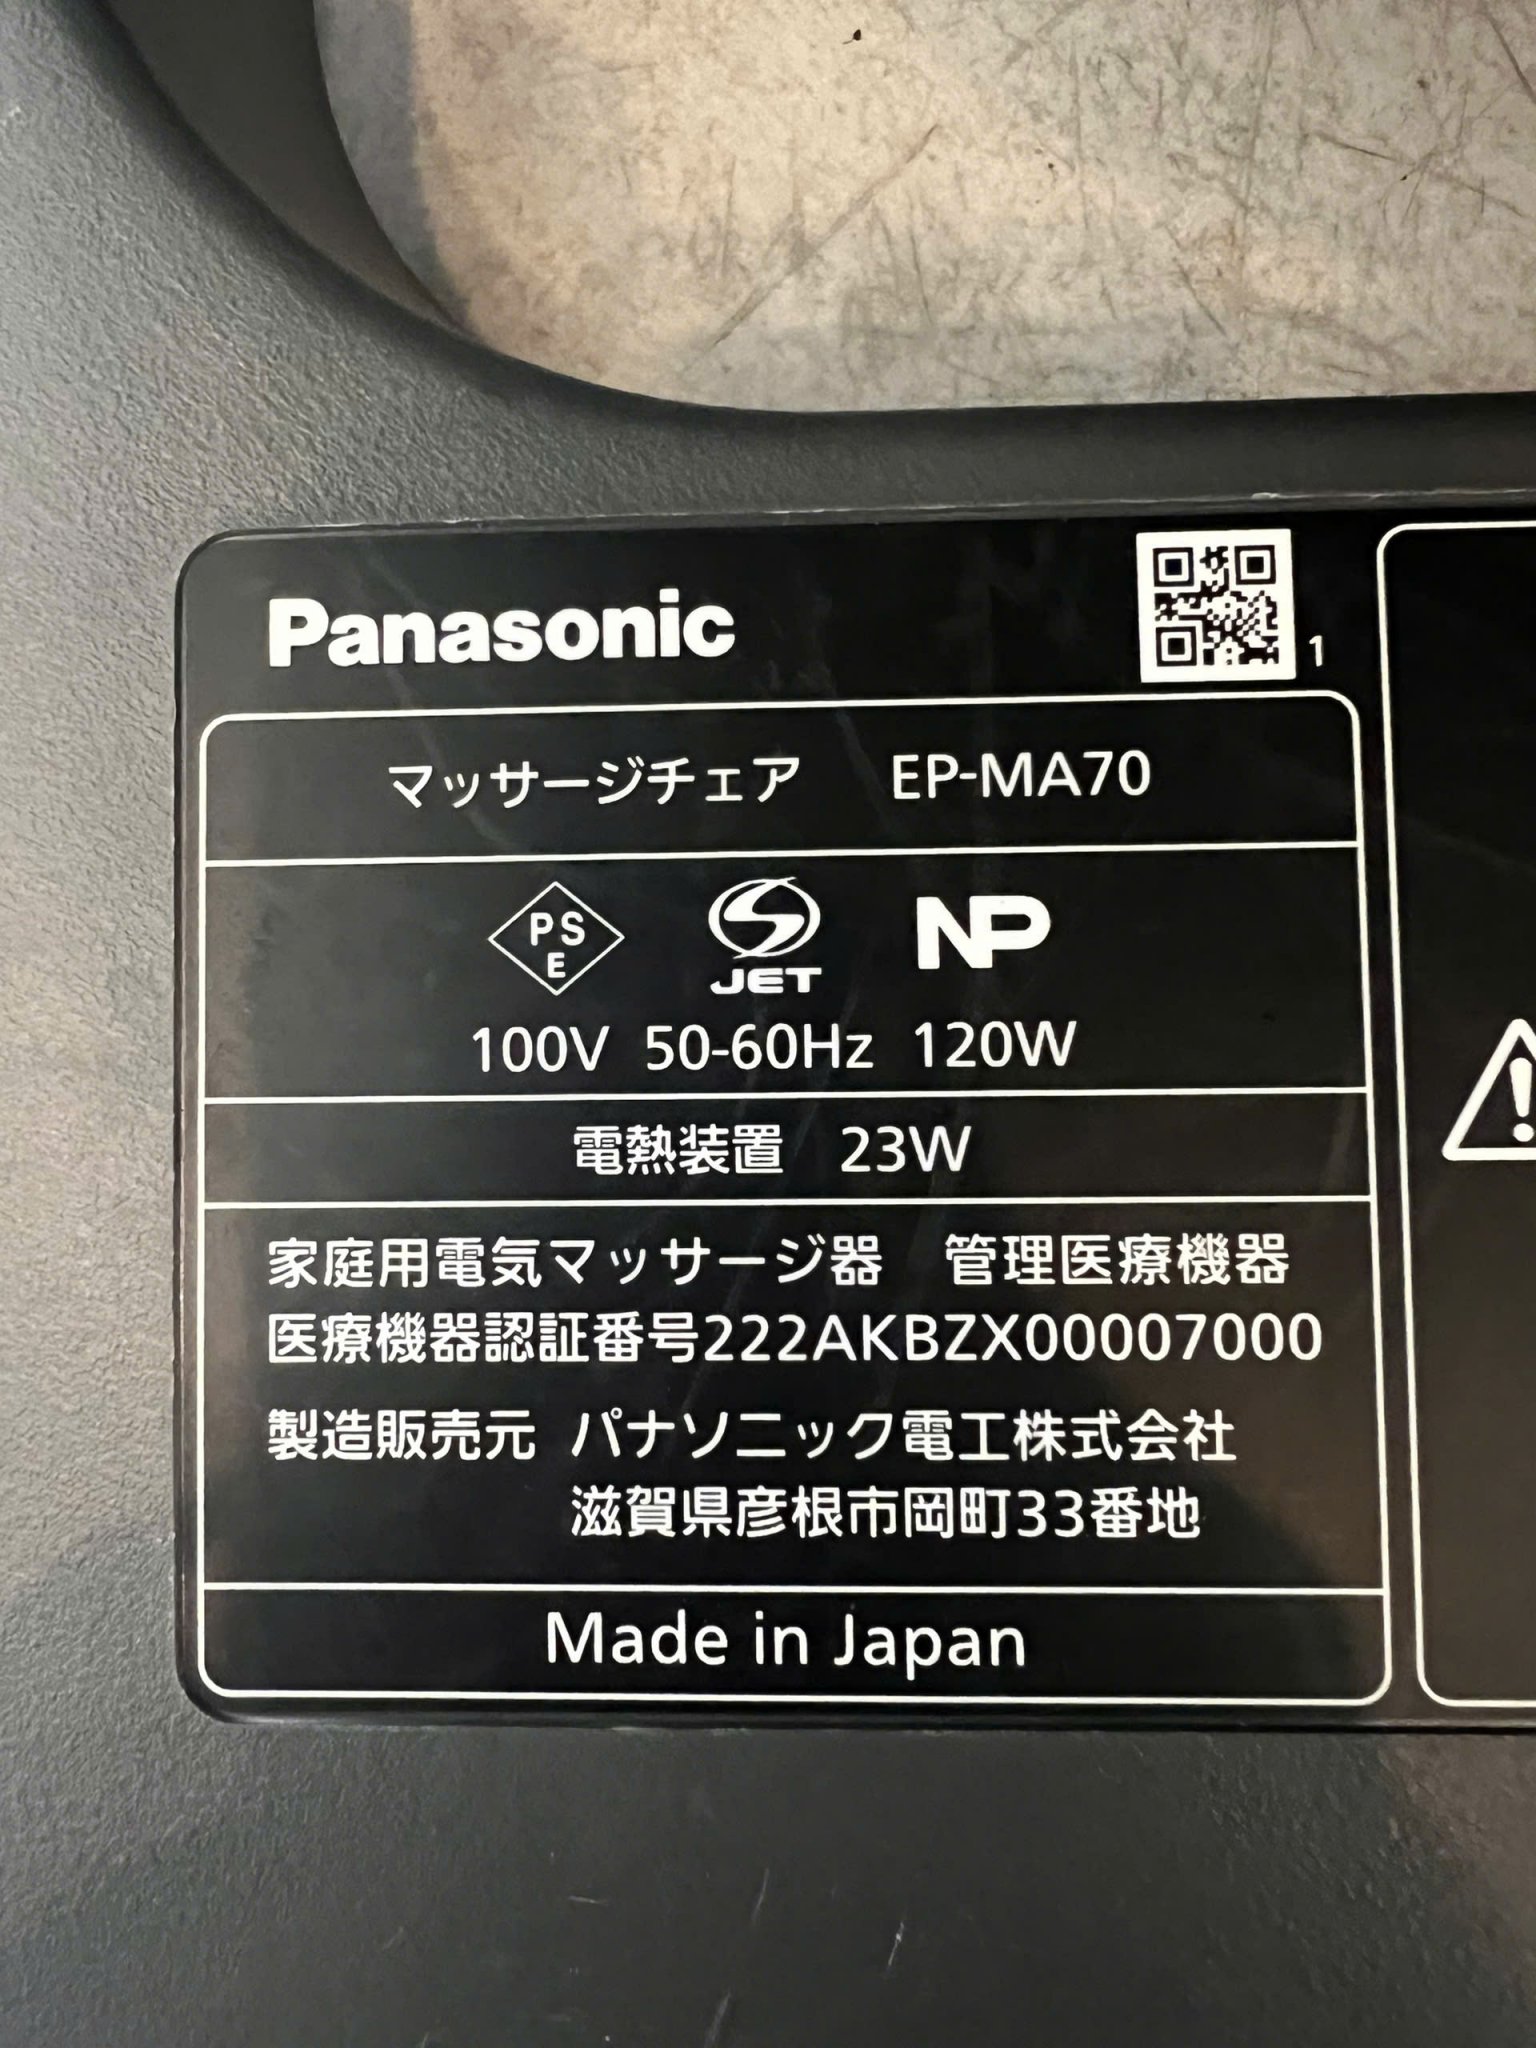 Panasonic
1
マッサージチェア EP-MA70
PS
E
JET
NP
100V 50-60Hz 120W
電熱装置 23W
家庭用電気マッサージ器 管理医療機器
医療機器認証番号222AKBZX00007000
製造販売元 パナソニック電工株式会社
滋賀県彦根市岡町33番地
Made in Japan